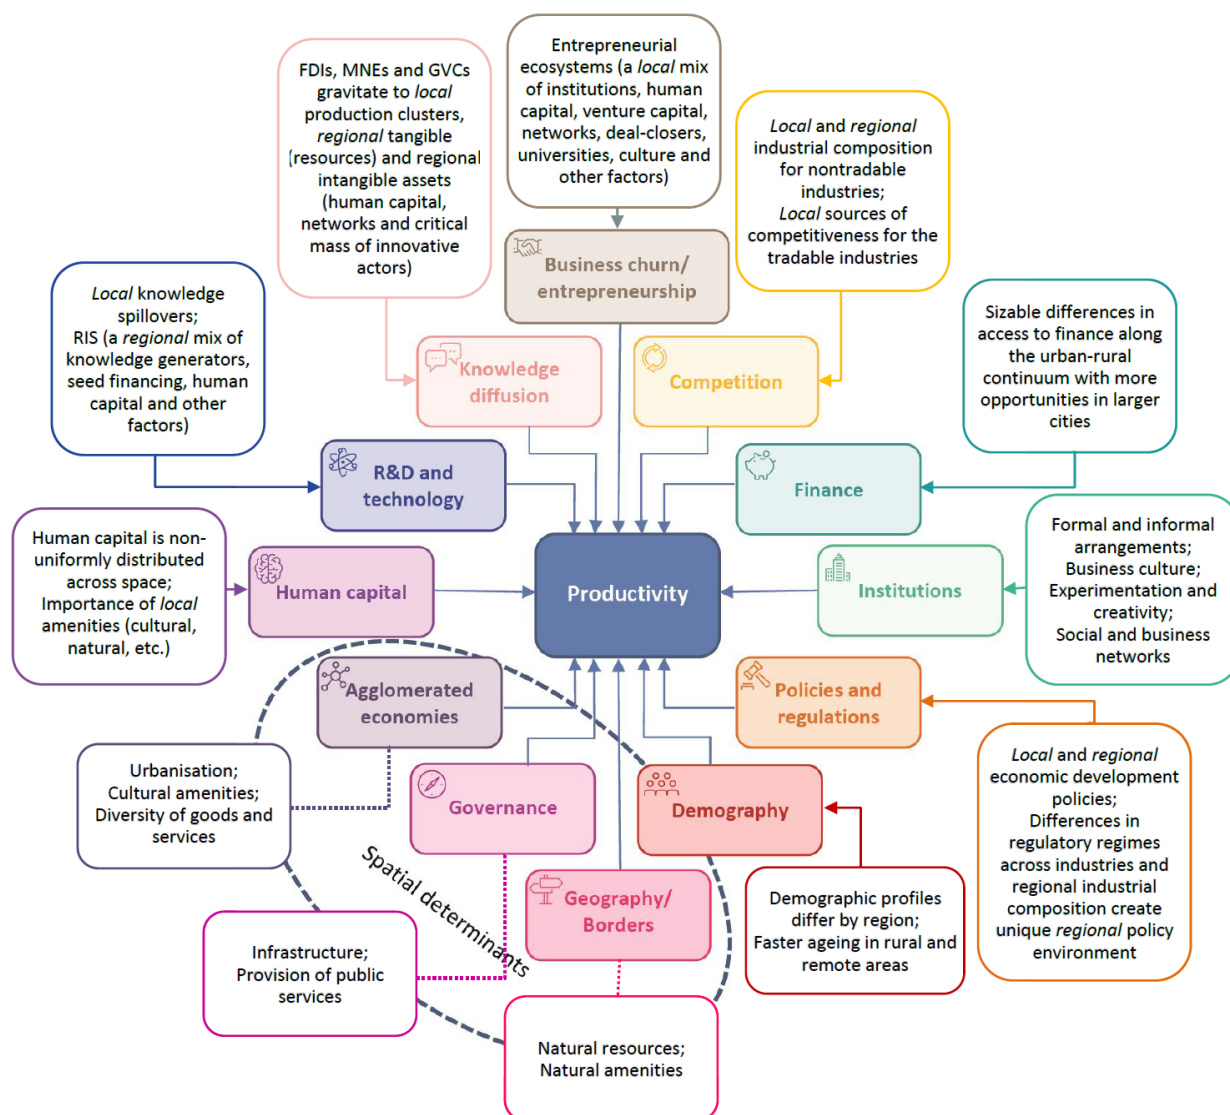 Entrepreneurial
ecosystems (a local mix
of institutions, human
capital, venture capital,
networks, deal-closers,
universities, culture and
other factors)
FDIs, MNEs and GVCs
gravitate to local
production clusters,
regional tangible
(resources) and regional
intangible assets
(human capital,
networks and critical
mass of innovative
actors)
Local and regional
industrial composition
for nontradable
industries;
Local sources of
competitiveness for the
tradable industries
Business churn/
entrepreneurship
Local knowledge
spillovers;
RIS (a regional mix of
knowledge generators,
seed financing, human
capital and other
factors)
Knowledge
diffusion
Competition
Sizable differences in
access to finance along
the urban-rural
continuum with more
opportunities in larger
cities
R&D and
technology
Finance
Human capital is non-
uniformly distributed
across space;
Importance of local
amenities (cultural,
natural, etc.)
Human capital
Productivity
Institutions
Formal and informal
arrangements;
Business culture;
Experimentation and
creativity;
Social and business
networks
Agglomerated
economies
Policies and
regulations
Urbanisation;
Cultural amenities;
Diversity of goods and
services
Governance
Demography
Local and regional
economic development
policies;
Differences in
regulatory regimes
across industries and
regional industrial
composition create
unique regional policy
environment
Spatial determinants
Geography/
Borders
Demographic profiles
differ by region;
Faster ageing in rural and
remote areas
Infrastructure;
Provision of public
services
Natural resources;
Natural amenities